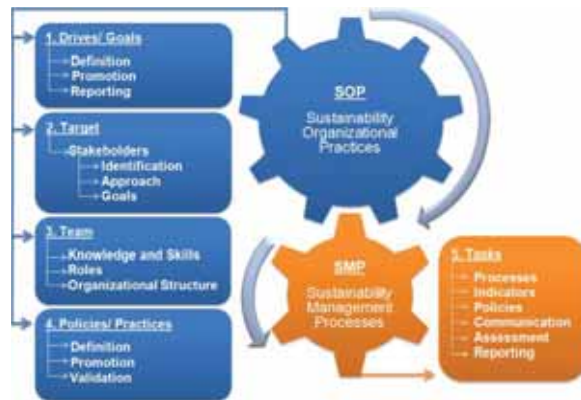 1. Drives/ Goals
Definition
Promotion
Reporting
2. Target
Stakeholders
Identification
Approach
Goals
3. Team
Knowledge and Skills
Roles
Organizational Structure
4. Policies/ Practices
Definition
Promotion
Validation
SOP
Sustainability
Organizational
Practices
SMP
Sustainability
Management
Processes
5. Tasks
Processes
Indicators
Policies
Communication
Assessment
Reporting